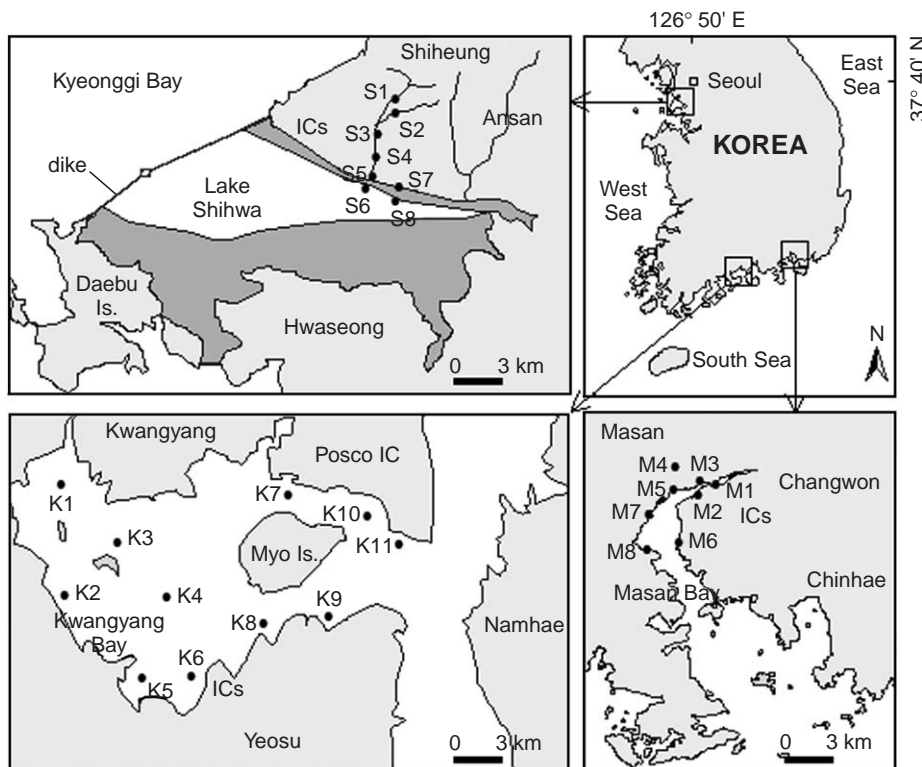 126° 50' E
37° 40' N
Shiheung
Kyeonggi Bay
S1
ICs
S2
Ansan
S3
S4
dike
S5
S7
Lake
Shihwa
S6
S8
Daebu
Is.
Hwaseong
0 3 km
East
Sea
Seoul
KOREA
West
Sea
N
South Sea
Kwangyang
Posco IC
K1
K7
K10
K3
K11
Myo Is.
K2
K4
K9
K8
Kwangyang
Bay
Namhae
K6
K5
ICs
Yeosu
0 3 km
Masan
M4
M3
Changwon
M5
M1
M2
ICs
M7
M8
M6
Chinhae
Masan Bay
0 3 km